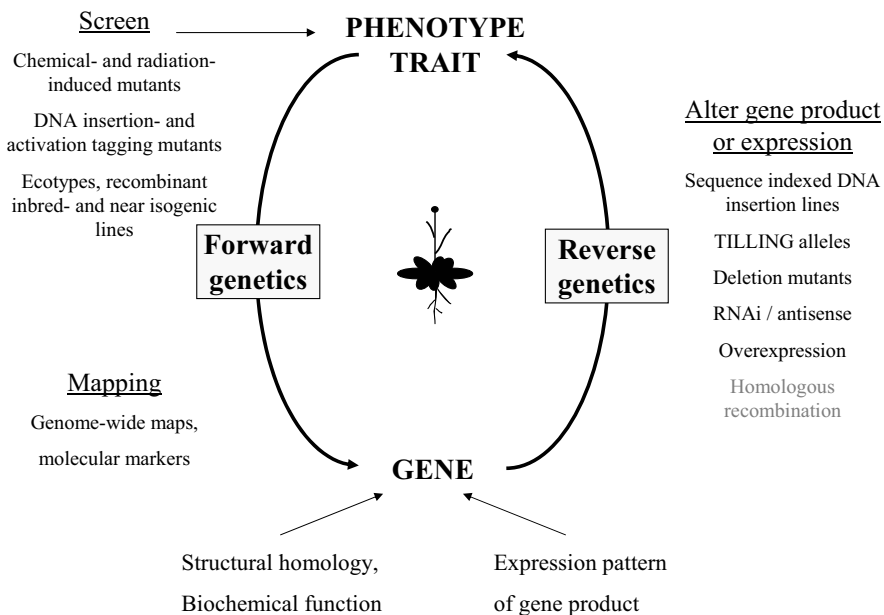 Screen
Chemical- and radiation-
induced mutants
DNA insertion- and
activation tagging mutants
Ecotypes, recombinant
inbred- and near isogenic
lines
PHENOTYPE
TRAIT
Alter gene product
or expression
Sequence indexed DNA
insertion lines
TILLING alleles
Deletion mutants
RNAi / antisense
Overexpression
Homologous
recombination
Forward
genetics
Reverse
genetics
Mapping
Genome-wide maps,
molecular markers
GENE
Structural homology,
Biochemical function
Expression pattern
of gene product